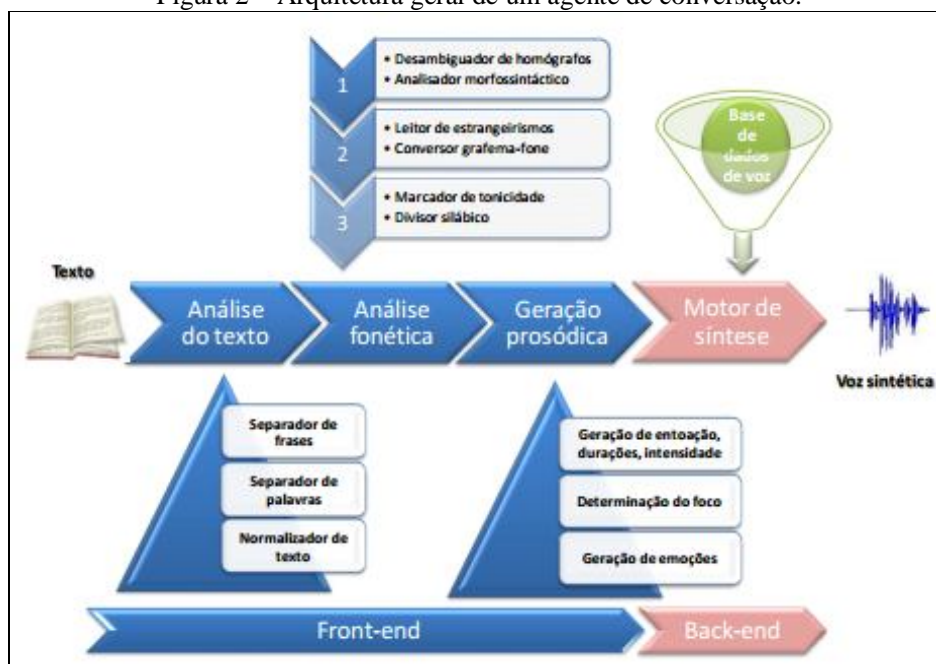 Figura 2 – Arquitetura geral de um agente de conversação.
1
• Desambiguador de homógrafos
• Analisador morfossintáctico
2
• Leitor de estrangeirismos
• Conversor grafema-fone
3
• Marcador de tonicidade
• Divisor silábico
Base
de
dados
de voz
Texto
Análise
do texto
Análise
fonética
Geração
prosódica
Motor de
síntese
Voz sintética
Separador de
frases
Separador de
palavras
Normalizador de
texto
Geração de entoação,
durações, intensidade
Determinação do foco
Geração de emoções
Front-end
Back-end